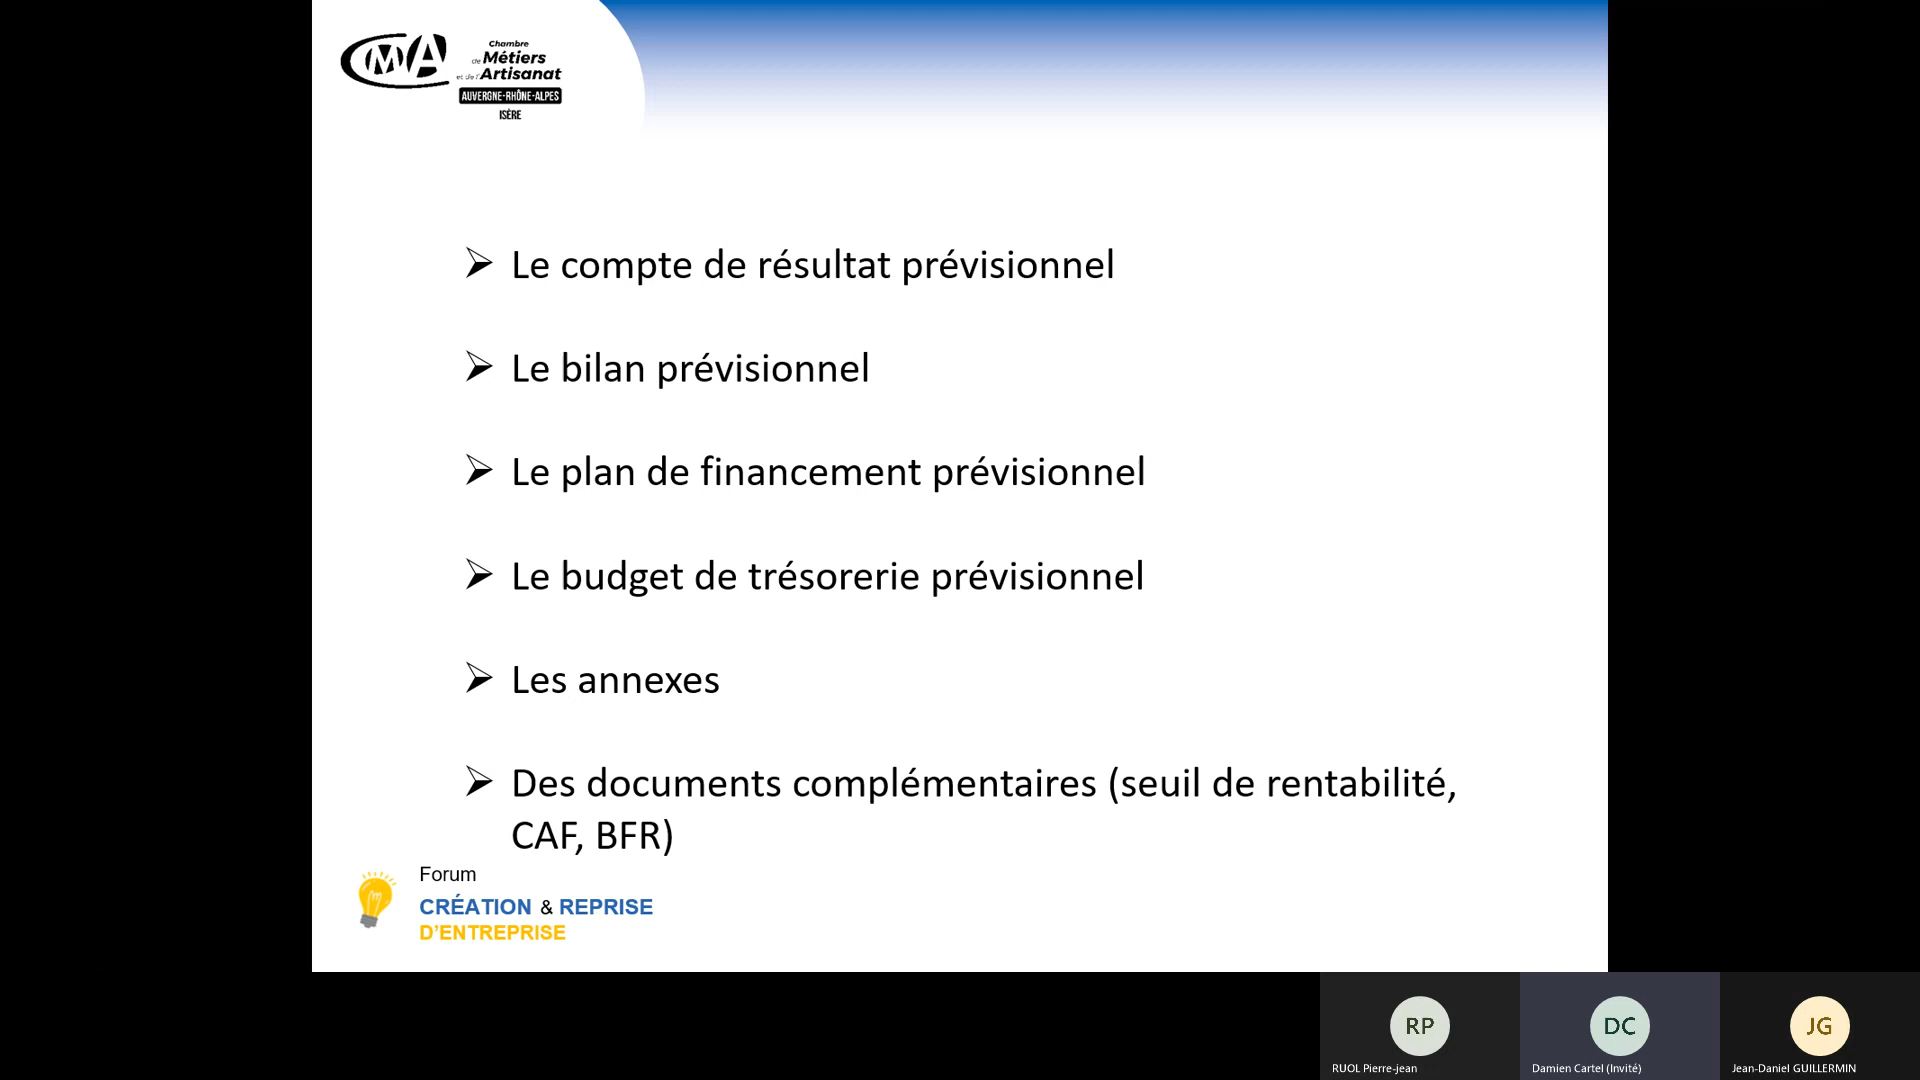 CMA
Chambre
de Métiers
et de l'Artisanat
AUVERGNE-RHÔNE-ALPES
ISÈRE
Le compte de résultat prévisionnel
Le bilan prévisionnel
Le plan de financement prévisionnel
Le budget de trésorerie prévisionnel
Les annexes
Des documents complémentaires (seuil de rentabilité,
CAF, BFR)
Forum
CRÉATION & REPRISE
D'ENTREPRISE
RP
DC
JG
RUOL Pierre-jean
Damien Cartel (Invité)
Jean-Daniel GUILLERMIN